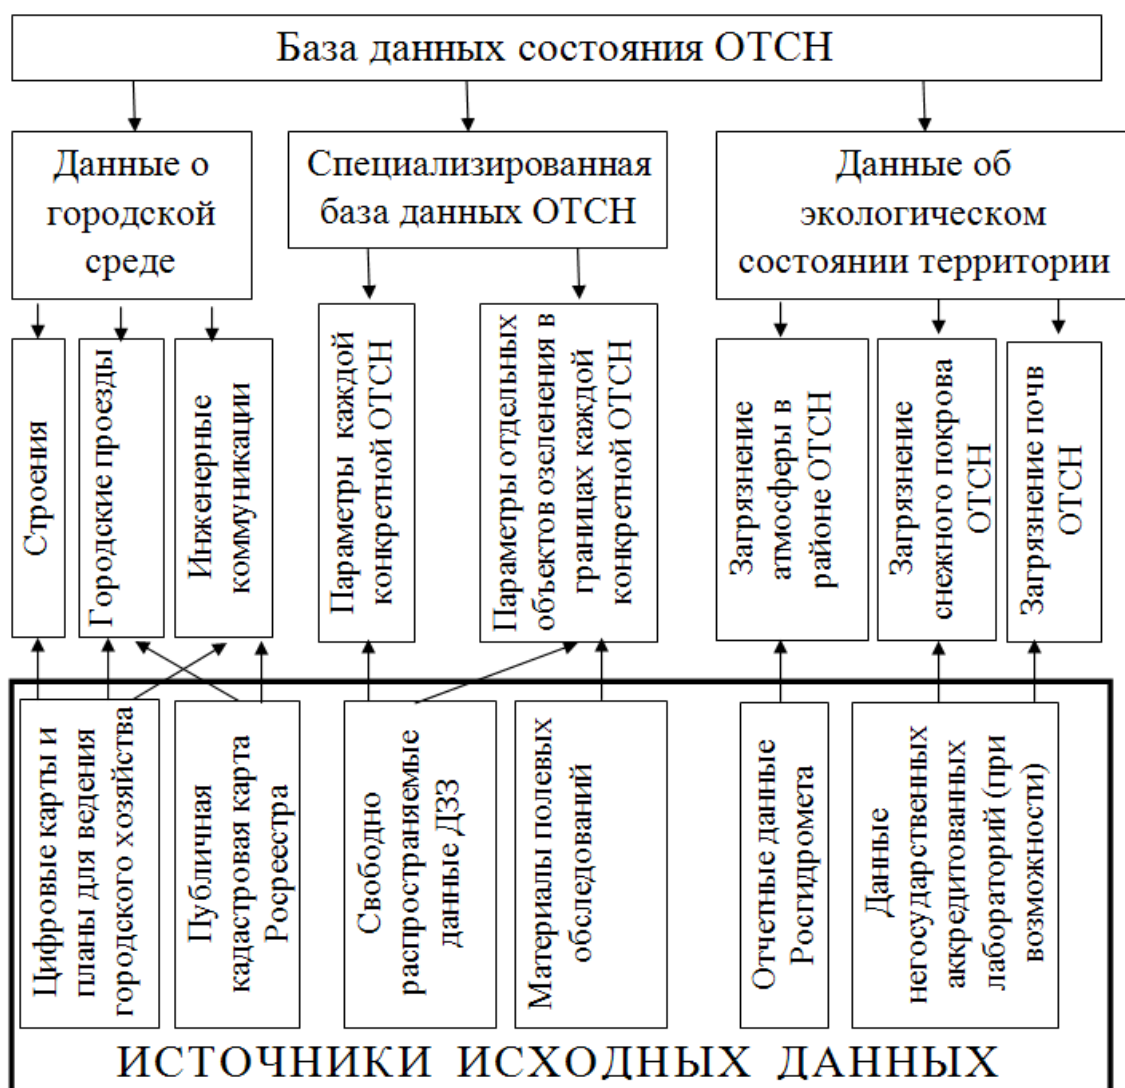 База данных состояния ОТСН
Данные о
городской
среде
Специализированная
база данных ОТСН
Данные об
экологическом
состоянии территории
Строения
Городские проезды
Инженерные
коммуникации
Параметры каждой
конкретной ОТСН
Параметры отдельных
объектов озеленения в
границах каждой
конкретной ОТСН
Загрязнение
атмосферы в
районе ОТСН
Загрязнение
снежного покрова
ОТСН
Загрязнение почв
ОТСН
Цифровые карты и
планы для ведения
городского хозяйства
Публичная
кадастровая карта
Росреестра
Свободно
распространяемые
данные ДЗЗ
Материалы полевых
обследований
Отчетные данные
Росгидромета
Данные
негосударственных
аккредитованных
лабораторий (при
возможности)
ИСТОЧНИКИ ИСХОДНЫХ ДАННЫХ